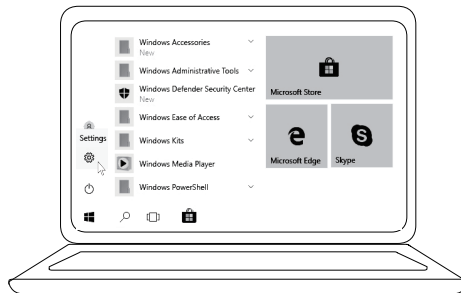 Windows Accessories
New
Windows Administrative Tools
Windows Defender Security Center
New
Windows Ease of Access
Windows Kits
Windows Media Player
Windows PowerShell
Settings
Microsoft Store
Microsoft Edge
Skype